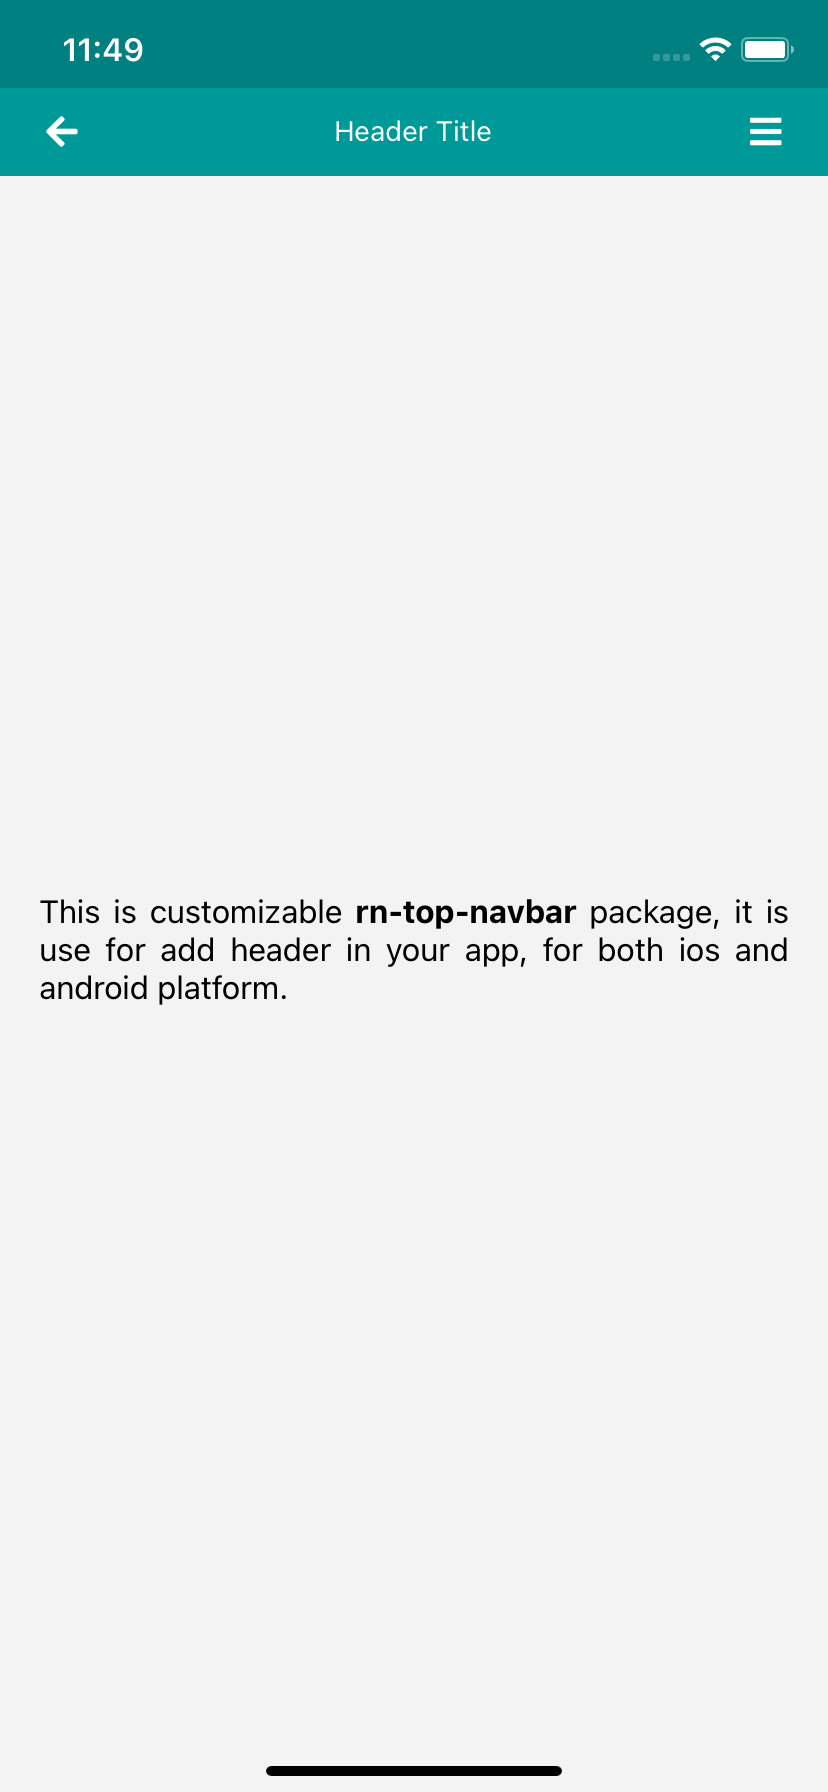 11:49
Header Title
This is customizable rn-top-navbar package, it is
use for add header in your app, for both ios and
android platform.